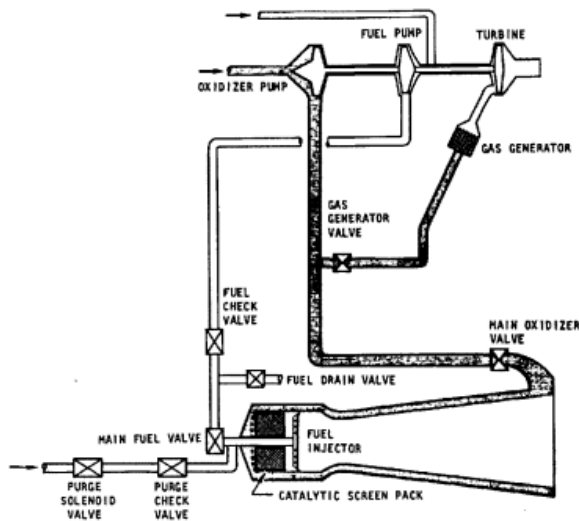 FUEL PUMP
TURBINE
OXIDIZER PUMP
GAS GENERATOR
GAS
GENERATOR
VALVE
FUEL
CHECK
VALVE
MAIN OXIDIZER
VALVE
FUEL DRAIN VALVE
MAIN FUEL VALVE
FUEL
INJECTOR
PURGE
SOLENOID
VALVE
PURGE
CHECK
VALVE
CATALYTIC SCREEN PACK